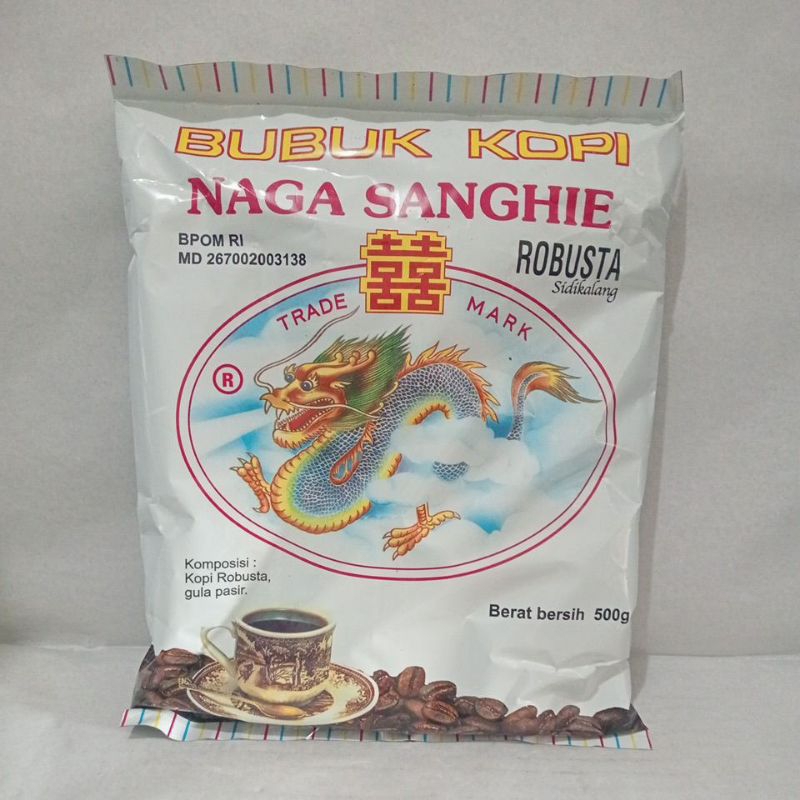 BUBUK KOPI
NAGA SANGHIE
BPOM RI
MD 267002003138
囍
ROBUSTA
Sidikalang
TRADE MARK
®
Komposisi :
Kopi Robusta,
gula pasir.
Berat bersih 500g